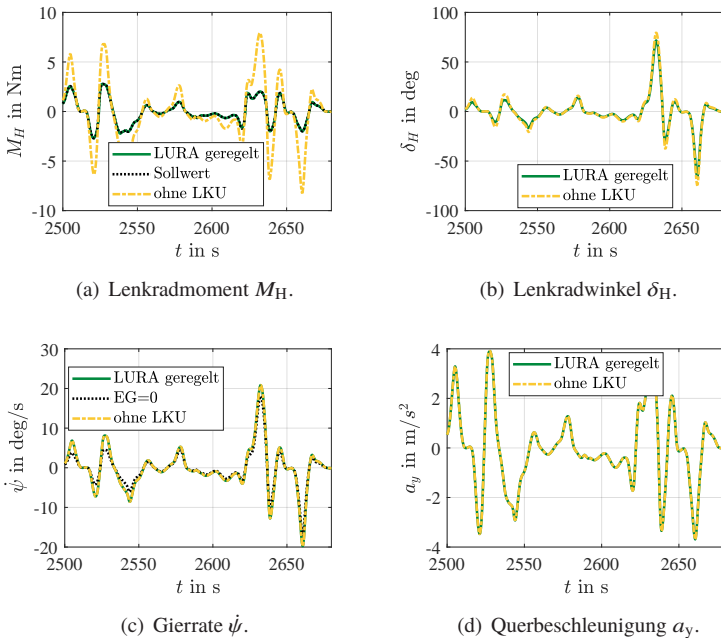 10
5
0
-5
10
M_H in Nm
LURA geregelt
Sollwert
ohne LKU
2500 2550 2600 2650
t in s
(a) Lenkradmoment M_H.
100
50
0
-50
-100
δ_H in deg
LURA geregelt
ohne LKU
2500 2550 2600 2650
t in s
(b) Lenkradwinkel δ_H.
30
20
10
0
-10
-20
ψ̇ in deg/s
LURA geregelt
EG=0
ohne LKU
2500 2550 2600 2650
t in s
(c) Gierrate ψ̇.
4
2
0
-2
-4
a_y in m/s²
LURA geregelt
ohne LKU
2500 2550 2600 2650
t in s
(d) Querbeschleunigung a_y.